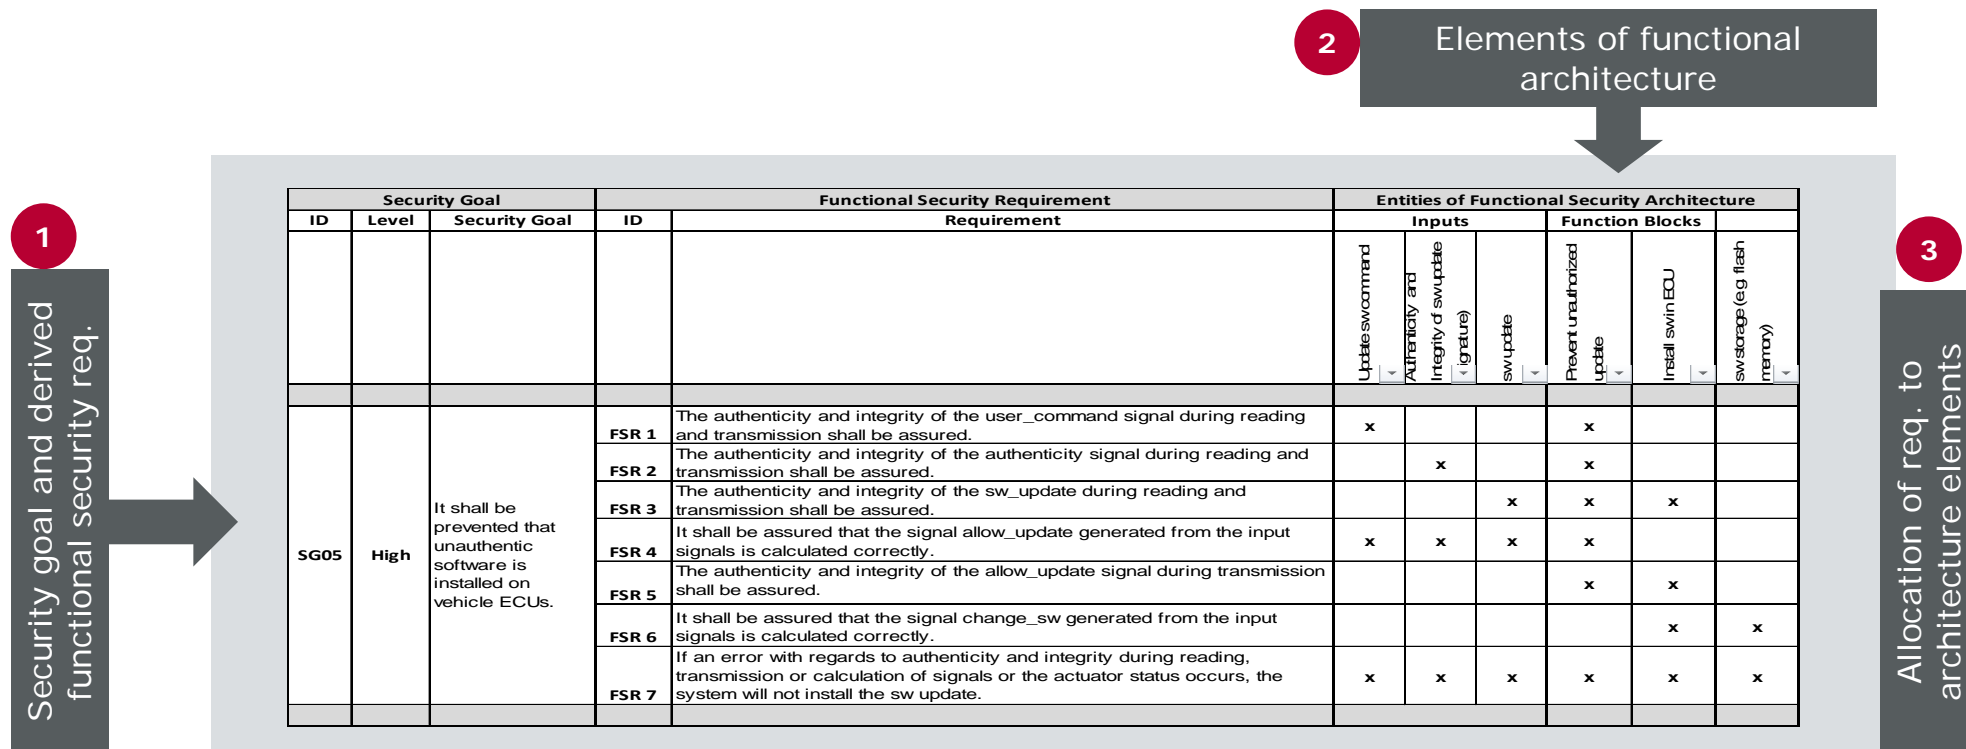 2
Elements of functional
architecture
1
Security goal and derived
functional security req.
3
Allocation of req. to
architecture elements
Security Goal
Functional Security Requirement
Entities of Functional Security Architecture
ID
Level
Security Goal
ID
Requirement
Inputs
Function Blocks
Update sw command
Authenticity and
Integrity of sw update
ignature)
sw update
Prevent unauthorized
update
Install sw in ECU
sw storage (e.g. flash
memory)
SG05
High
It shall be
prevented that
unauthentic
software is
installed on
vehicle ECUs.
FSR 1
The authenticity and integrity of the user_command signal during reading
and transmission shall be assured.
x x
FSR 2
The authenticity and integrity of the authenticity signal during reading and
transmission shall be assured.
x x
FSR 3
The authenticity and integrity of the sw_update during reading and
transmission shall be assured.
x x x
FSR 4
It shall be assured that the signal allow_update generated from the input
signals is calculated correctly.
x x x x
FSR 5
The authenticity and integrity of the allow_update signal during transmission
shall be assured.
x x
FSR 6
It shall be assured that the signal change_sw generated from the input
signals is calculated correctly.
x x
FSR 7
If an error with regards to authenticity and integrity during reading,
transmission or calculation of signals or the actuator status occurs, the
system will not install the sw update.
x x x x x x